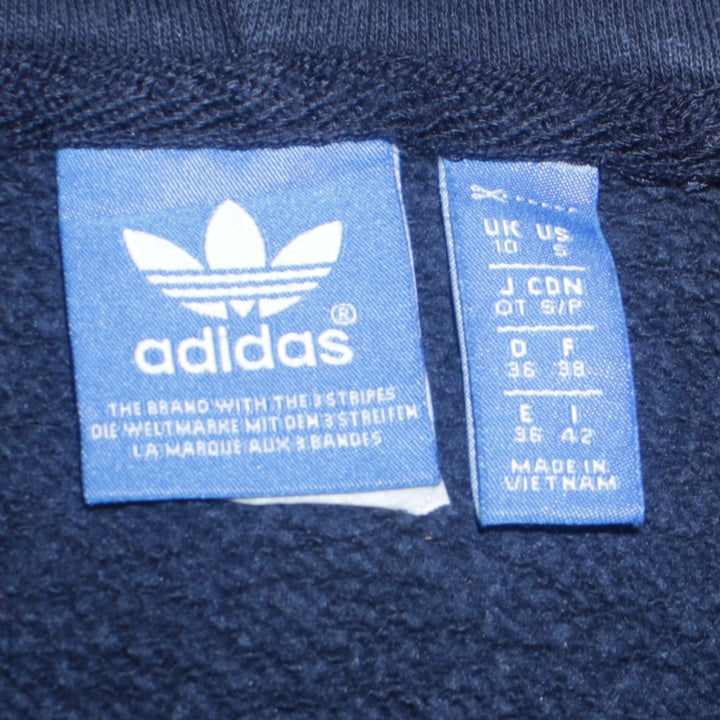 adidas®
THE BRAND WITH THE 3 STRIPES
DIE WELTMARKE MIT DEN 3 STREIFEN
LA MARQUE AUX 3 BANDES
UK US
10 S
J CDN
OT S/P
D F
36 38
E I
36 42
MADE IN
VIETNAM